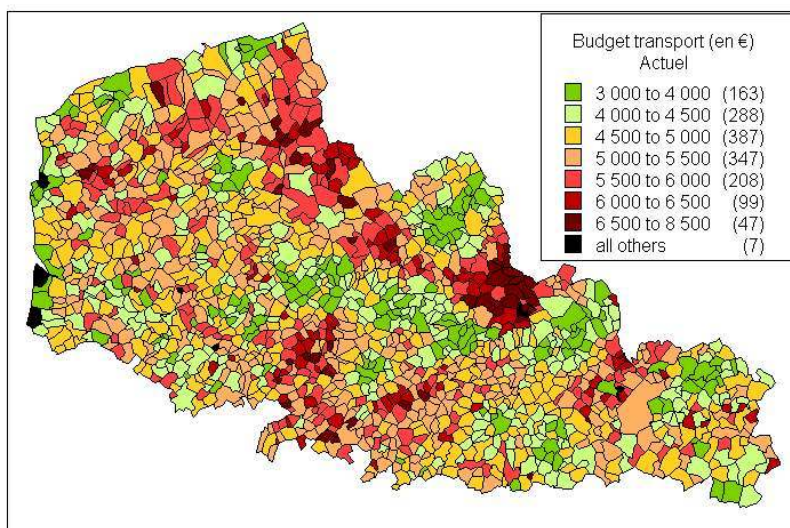 Budget transport (en €)
Actuel
3 000 to 4 000 (163)
4 000 to 4 500 (288)
4 500 to 5 000 (387)
5 000 to 5 500 (347)
5 500 to 6 000 (208)
6 000 to 6 500 (99)
6 500 to 8 500 (47)
all others (7)